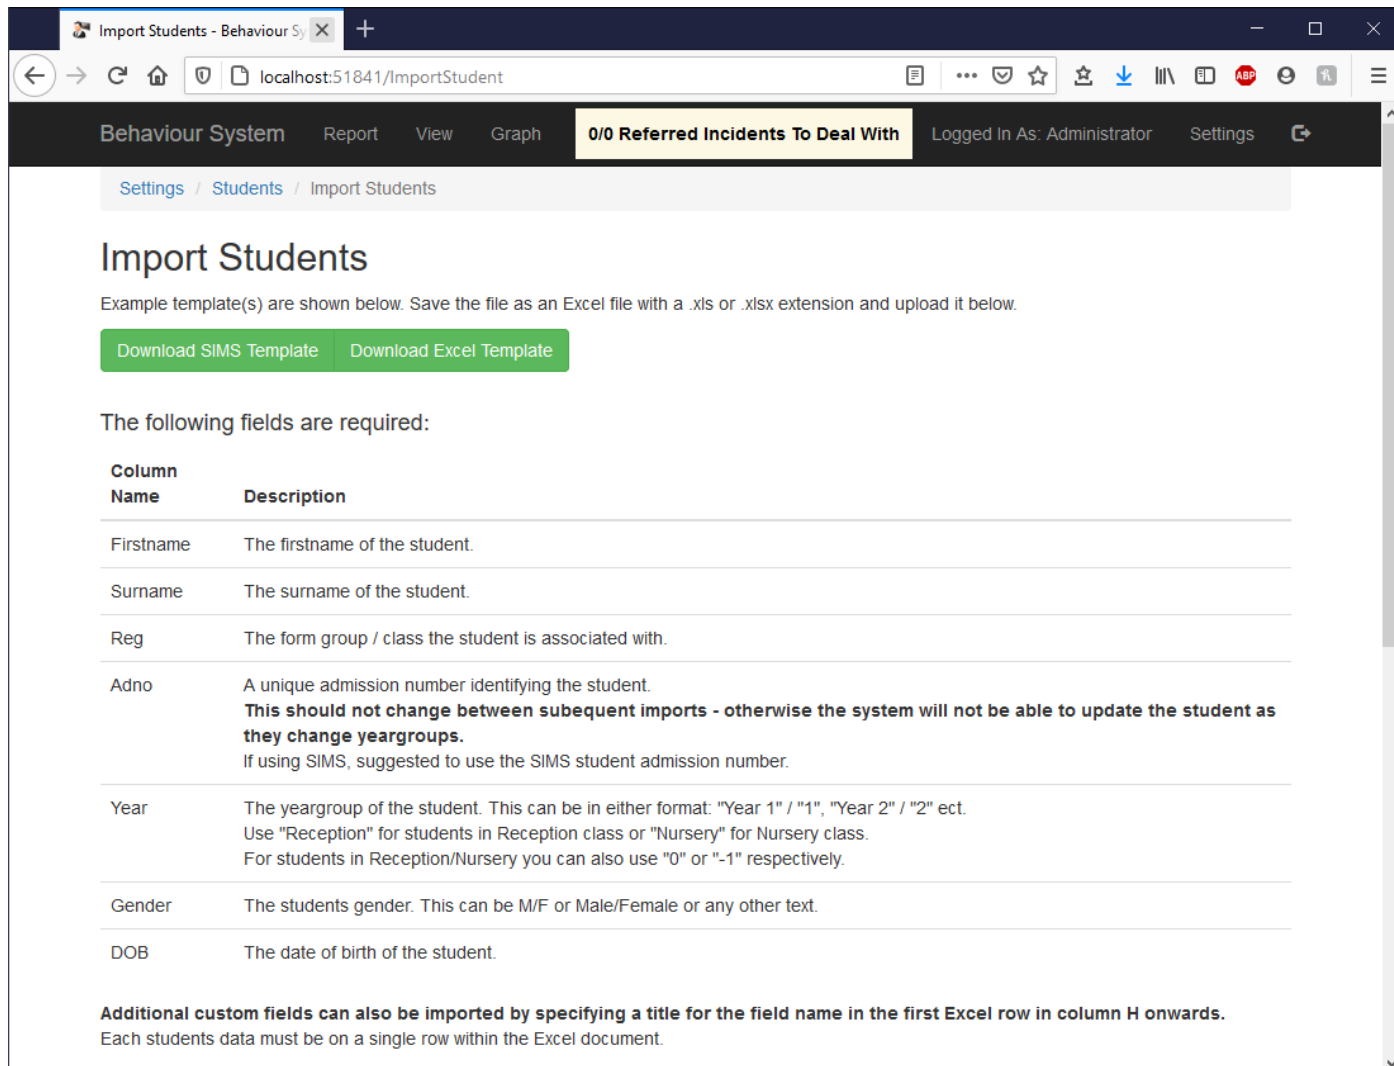 Import Students - Behaviour Sy
localhost:51841/ImportStudent
ABP
Behaviour System Report View Graph 0/0 Referred Incidents To Deal With Logged In As: Administrator Settings
Settings / Students / Import Students
Import Students
Example template(s) are shown below. Save the file as an Excel file with a .xls or .xlsx extension and upload it below.
Download SIMS Template Download Excel Template
The following fields are required:
Column
Name Description
Firstname The firstname of the student.
Surname The surname of the student.
Reg The form group / class the student is associated with.
Adno A unique admission number identifying the student.
This should not change between subequent imports - otherwise the system will not be able to update the student as
they change yeargroups.
If using SIMS, suggested to use the SIMS student admission number.
Year The yeargroup of the student. This can be in either format: "Year 1" / "1", "Year 2" / "2" ect.
Use "Reception" for students in Reception class or "Nursery" for Nursery class.
For students in Reception/Nursery you can also use "0" or "-1" respectively.
Gender The students gender. This can be M/F or Male/Female or any other text.
DOB The date of birth of the student.
Additional custom fields can also be imported by specifying a title for the field name in the first Excel row in column H onwards.
Each students data must be on a single row within the Excel document.